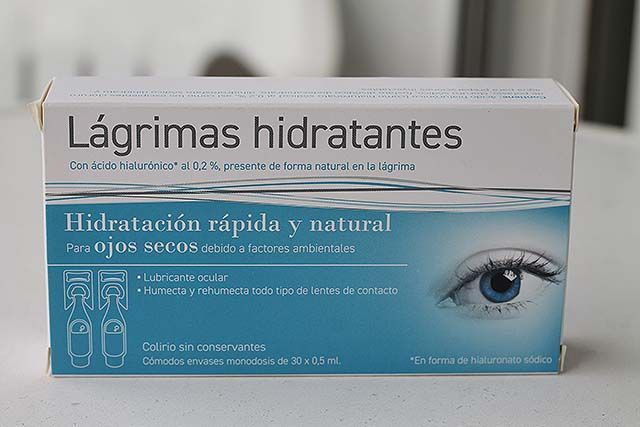 Lágrimas hidratantes
Con ácido hialurónico* al 0,2 %, presente de forma natural en la lágrima
Hidratación rápida y natural
Para ojos secos debido a factores ambientales
• Lubricante ocular
• Humecta y rehumecta todo tipo de lentes de contacto
Colirio sin conservantes
Cómodos envases monodosis de 30 x 0,5 ml.
*En forma de hialuronato sódico